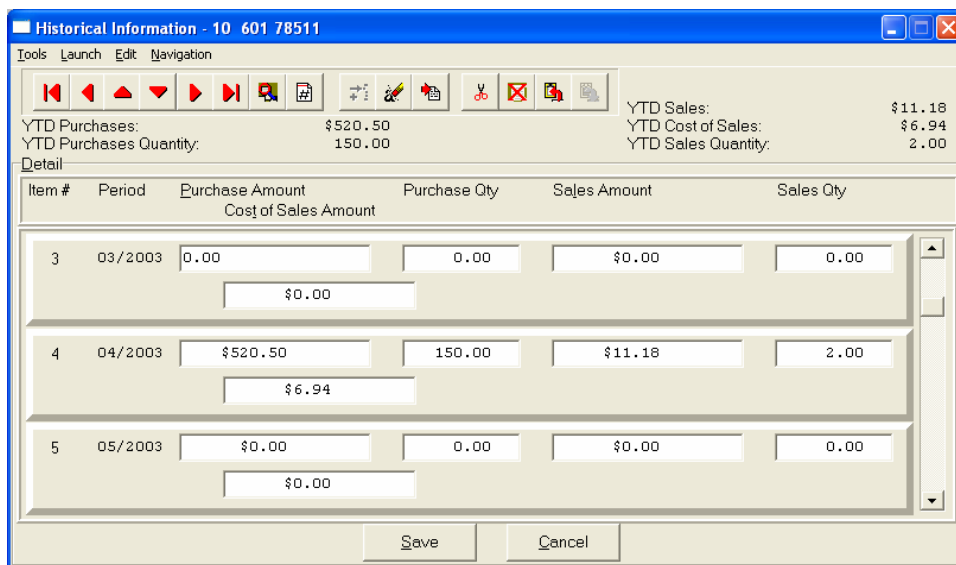 Historical Information - 10 601 78511
Tools Launch Edit Navigation
YTD Purchases: $520.50
YTD Purchases Quantity: 150.00
YTD Sales: $11.18
YTD Cost of Sales: $6.94
YTD Sales Quantity: 2.00
Detail
Item # Period Purchase Amount Purchase Qty Sales Amount Sales Qty
Cost of Sales Amount
3 03/2003 0.00 0.00 $0.00 0.00
$0.00
4 04/2003 $520.50 150.00 $11.18 2.00
$6.94
5 05/2003 $0.00 0.00 $0.00 0.00
$0.00
Save Cancel